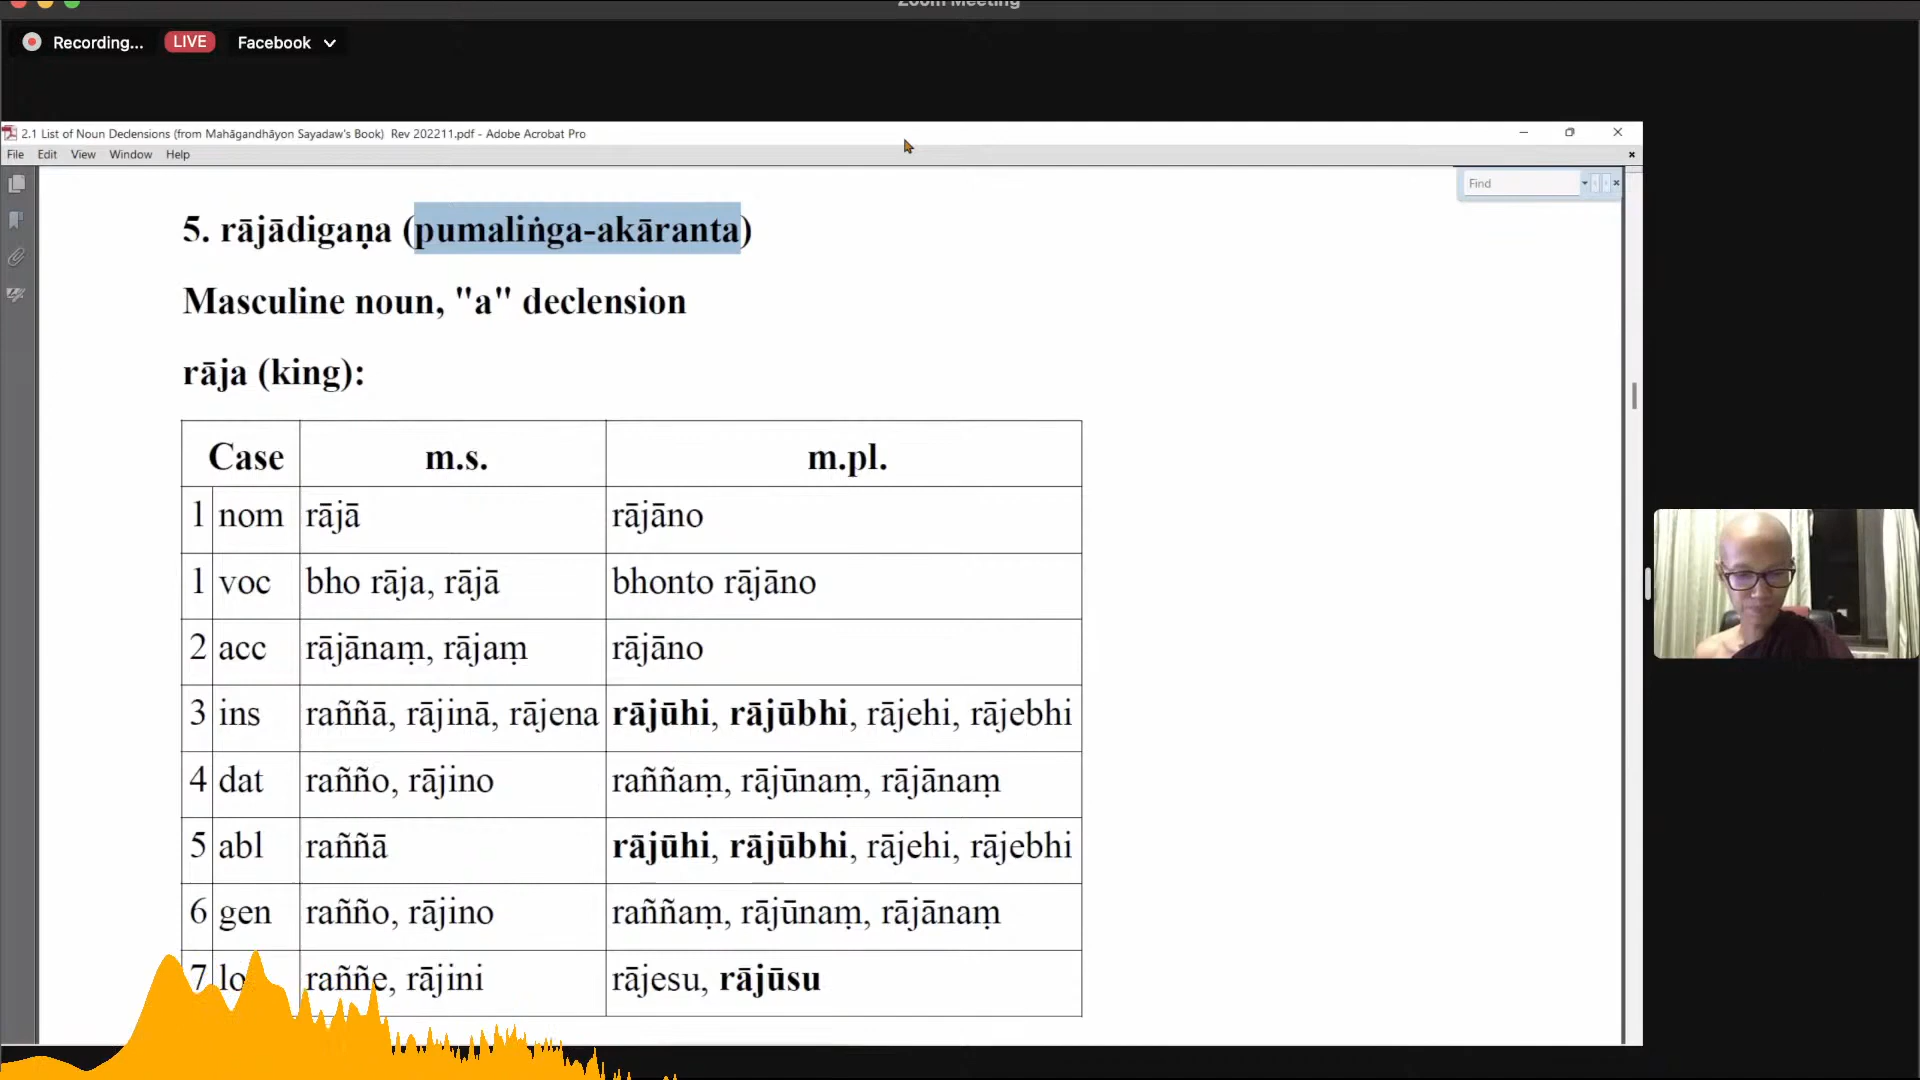 Zoom Meeting
Recording... LIVE Facebook
2.1 List of Noun Declensions (from Mahāgandhāyon Sayadaw's Book) Rev 202211.pdf - Adobe Acrobat Pro
File Edit View Window Help
Find
5. rājādigaṇa (pumaliṅga-akāranta)
Masculine noun, "a" declension
rāja (king):
Case m.s. m.pl.
1 nom rājā rājāno
1 voc bho rāja, rājā bhonto rājāno
2 acc rājānaṃ, rājaṃ rājāno
3 ins raññā, rājinā, rājena rājūhi, rājūbhi, rājehi, rājebhi
4 dat rañño, rājino raññaṃ, rājūnaṃ, rājānaṃ
5 abl raññā rājūhi, rājūbhi, rājehi, rājebhi
6 gen rañño, rājino raññaṃ, rājūnaṃ, rājānaṃ
7 lo raññe, rājini rājesu, rājūsu